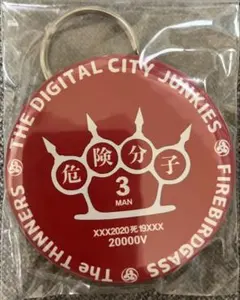 THE DIGITAL CITY JUNKIES
FIREBIRDGASS
The THINNERS
危険分子
3
MAN
XXX2020死19XXX
20000V